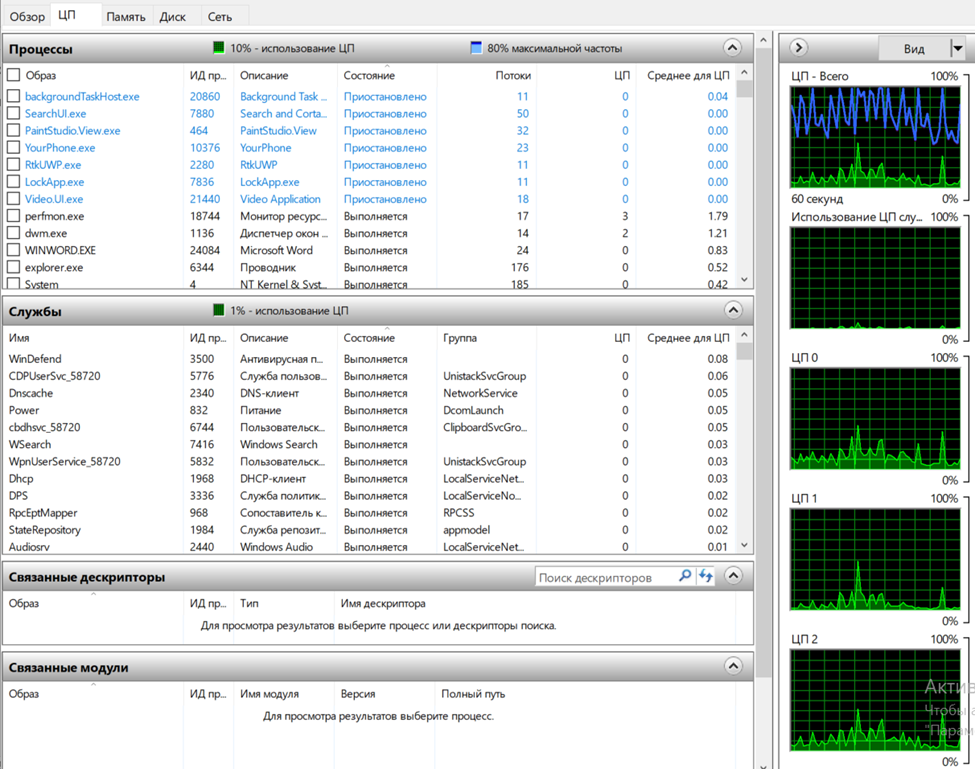 Обзор ЦП Память Диск Сеть
Процессы 10% - использование ЦП 80% максимальной частоты
Образ ИД пр... Описание Состояние Потоки ЦП Среднее для ЦП
backgroundTaskHost.exe 20860 Background Task ... Приостановлено 11 0 0.04
SearchUI.exe 7880 Search and Corta... Приостановлено 50 0 0.00
PaintStudio.View.exe 464 PaintStudio.View Приостановлено 32 0 0.00
YourPhone.exe 10376 YourPhone Приостановлено 23 0 0.00
RtkUWP.exe 2280 RtkUWP Приостановлено 11 0 0.00
LockApp.exe 7836 LockApp.exe Приостановлено 11 0 0.00
Video.UI.exe 21440 Video Application Приостановлено 18 0 0.00
perfmon.exe 18744 Монитор ресурс... Выполняется 17 3 1.79
dwm.exe 1136 Диспетчер окон ... Выполняется 14 2 1.21
WINWORD.EXE 24084 Microsoft Word Выполняется 24 0 0.83
explorer.exe 6344 Проводник Выполняется 176 0 0.52
System 4 NT Kernel & Syst... Выполняется 185 0 0.42
Службы 1% - использование ЦП
Имя ИД пр... Описание Состояние Группа ЦП Среднее для ЦП
WinDefend 3500 Антивирусная п... Выполняется 0 0.08
CDPUserSvc_58720 5776 Служба пользов... Выполняется UnistackSvcGroup 0 0.06
Dnscache 2340 DNS-клиент Выполняется NetworkService 0 0.05
Power 832 Питание Выполняется DcomLaunch 0 0.05
cbdhsvc_58720 6744 Пользовательск... Выполняется ClipboardSvcGro... 0 0.05
WSearch 7416 Windows Search Выполняется 0 0.03
WpnUserService_58720 5832 Пользовательск... Выполняется UnistackSvcGroup 0 0.03
Dhcp 1968 DHCP-клиент Выполняется LocalServiceNet... 0 0.03
DPS 3336 Служба политик... Выполняется LocalServiceNo... 0 0.02
RpcEptMapper 968 Сопоставитель к... Выполняется RPCSS 0 0.02
StateRepository 1984 Служба репозит... Выполняется appmodel 0 0.02
Audiosrv 2440 Windows Audio Выполняется LocalServiceNet... 0 0.01
Связанные дескрипторы Поиск дескрипторов
Образ ИД пр... Тип Имя дескриптора
Для просмотра результатов выберите процесс или дескрипторы поиска.
Связанные модули
Образ ИД пр... Имя модуля Версия Полный путь
Для просмотра результатов выберите процесс.
Вид
ЦП - Всего 100%
60 секунд 0%
Использование ЦП слу... 100%
0%
ЦП 0 100%
0%
ЦП 1 100%
0%
ЦП 2 100%
Актив
Чтобы а
"Парам
0%